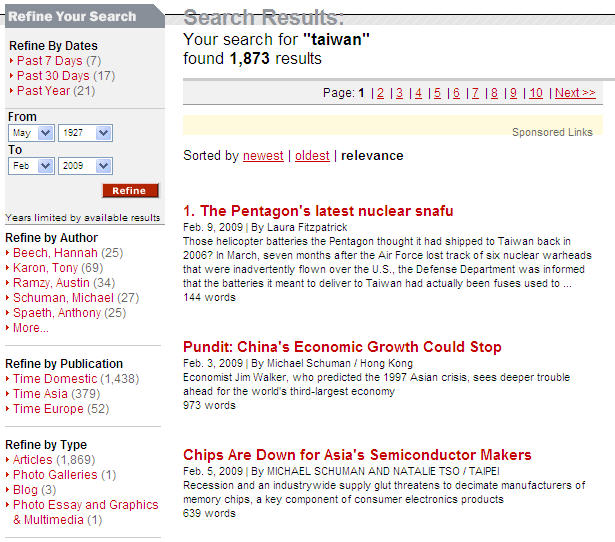 Refine Your Search
Refine By Dates
Past 7 Days (7)
Past 30 Days (17)
Past Year (21)
From
May 1927
To
Feb 2009
Refine
Years limited by available results
Refine by Author
Beech, Hannah (25)
Karon, Tony (69)
Ramzy, Austin (34)
Schuman, Michael (27)
Spaeth, Anthony (25)
More...
Refine by Publication
Time Domestic (1,438)
Time Asia (379)
Time Europe (52)
Refine by Type
Articles (1,869)
Photo Galleries (1)
Blog (3)
Photo Essay and Graphics
& Multimedia (1)
Search Results:
Your search for "taiwan"
found 1,873 results
Page: 1 | 2 | 3 | 4 | 5 | 6 | 7 | 8 | 9 | 10 | Next >>
Sponsored Links
Sorted by newest | oldest | relevance
1. The Pentagon's latest nuclear snafu
Feb. 9, 2009 | By Laura Fitzpatrick
Those helicopter batteries the Pentagon thought it had shipped to Taiwan back in
2006? In March, seven months after the Air Force lost track of six nuclear warheads
that were inadvertently flown over the U.S., the Defense Department was informed
that the batteries it meant to deliver to Taiwan had actually been fuses used to ...
144 words
Pundit: China's Economic Growth Could Stop
Feb. 3, 2009 | By Michael Schuman / Hong Kong
Economist Jim Walker, who predicted the 1997 Asian crisis, sees deeper trouble
ahead for the world's third-largest economy
973 words
Chips Are Down for Asia's Semiconductor Makers
Feb. 5, 2009 | By MICHAEL SCHUMAN AND NATALIE TSO / TAIPEI
Recession and an industrywide supply glut threatens to decimate manufacturers of
memory chips, a key component of consumer electronics products
639 words